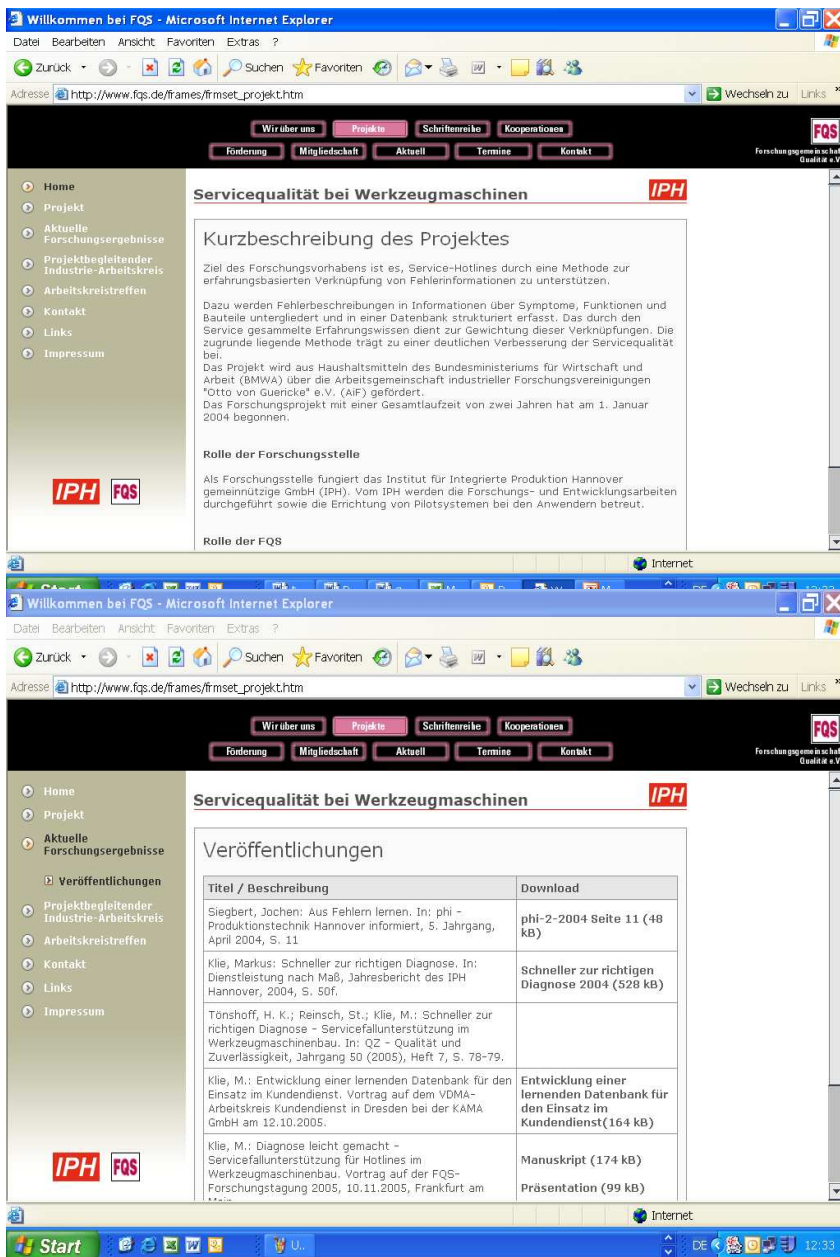 Willkommen bei FQS - Microsoft Internet Explorer
Datei Bearbeiten Ansicht Favoriten Extras ?
Zurück Suchen Favoriten
Adresse http://www.fqs.de/frames/frmset_projekt.htm Wechseln zu Links »
Wir über uns Projekte Schriftenreihe Kooperationen
Förderung Mitgliedschaft Aktuell Termine Kontakt
FQS
Forschungsgemeinschaft
Qualität e.V
Home
Projekt
Aktuelle
Forschungsergebnisse
Projektbegleitender
Industrie-Arbeitskreis
Arbeitskreistreffen
Kontakt
Links
Impressum
IPH FQS
Servicequalität bei Werkzeugmaschinen IPH
Kurzbeschreibung des Projektes
Ziel des Forschungsvorhabens ist es, Service-Hotlines durch eine Methode zur
erfahrungsbasierten Verknüpfung von Fehlerinformationen zu unterstützen.
Dazu werden Fehlerbeschreibungen in Informationen über Symptome, Funktionen und
Bauteile untergliedert und in einer Datenbank strukturiert erfasst. Das durch den
Service gesammelte Erfahrungswissen dient zur Gewichtung dieser Verknüpfungen. Die
zugrunde liegende Methode trägt zu einer deutlichen Verbesserung der Servicequalität
bei.
Das Projekt wird aus Haushaltsmitteln des Bundesministeriums für Wirtschaft und
Arbeit (BMWA) über die Arbeitsgemeinschaft industrieller Forschungsvereinigungen
"Otto von Guericke" e.V. (AiF) gefördert.
Das Forschungsprojekt mit einer Gesamtlaufzeit von zwei Jahren hat am 1. Januar
2004 begonnen.
Rolle der Forschungsstelle
Als Forschungsstelle fungiert das Institut für Integrierte Produktion Hannover
gemeinnützige GmbH (IPH). Vom IPH werden die Forschungs- und Entwicklungsarbeiten
durchgeführt sowie die Errichtung von Pilotsystemen bei den Anwendern betreut.
Rolle der FQS
Internet
Willkommen bei FQS - Microsoft Internet Explorer
Datei Bearbeiten Ansicht Favoriten Extras ?
Zurück Suchen Favoriten
Adresse http://www.fqs.de/frames/frmset_projekt.htm Wechseln zu Links »
Wir über uns Projekte Schriftenreihe Kooperationen
Förderung Mitgliedschaft Aktuell Termine Kontakt
FQS
Forschungsgemeinschaft
Qualität e.V
Home
Projekt
Aktuelle
Forschungsergebnisse
Veröffentlichungen
Projektbegleitender
Industrie-Arbeitskreis
Arbeitskreistreffen
Kontakt
Links
Impressum
IPH FQS
Servicequalität bei Werkzeugmaschinen IPH
Veröffentlichungen
Titel / Beschreibung Download
Siegbert, Jochen: Aus Fehlern lernen. In: phi -
Produktionstechnik Hannover informiert, 5. Jahrgang,
April 2004, S. 11
phi-2-2004 Seite 11 (48
kB)
Klie, Markus: Schneller zur richtigen Diagnose. In:
Dienstleistung nach Maß, Jahresbericht des IPH
Hannover, 2004, S. 50f.
Schneller zur richtigen
Diagnose 2004 (528 kB)
Tönshoff, H. K.; Reinsch, St.; Klie, M.: Schneller zur
richtigen Diagnose - Servicefallunterstützung im
Werkzeugmaschinenbau. In: QZ - Qualität und
Zuverlässigkeit, Jahrgang 50 (2005), Heft 7, S. 78-79.
Klie, M.: Entwicklung einer lernenden Datenbank für den
Einsatz im Kundendienst. Vortrag auf dem VDMA-
Arbeitskreis Kundendienst in Dresden bei der KAMA
GmbH am 12.10.2005.
Entwicklung einer
lernenden Datenbank für
den Einsatz im
Kundendienst(164 kB)
Klie, M.: Diagnose leicht gemacht -
Servicefallunterstützung für Hotlines im
Werkzeugmaschinenbau. Vortrag auf der FQS-
Forschungstagung 2005, 10.11.2005, Frankfurt am
Manuskript (174 kB)
Präsentation (99 kB)
Internet
Start U.. DE 12:33